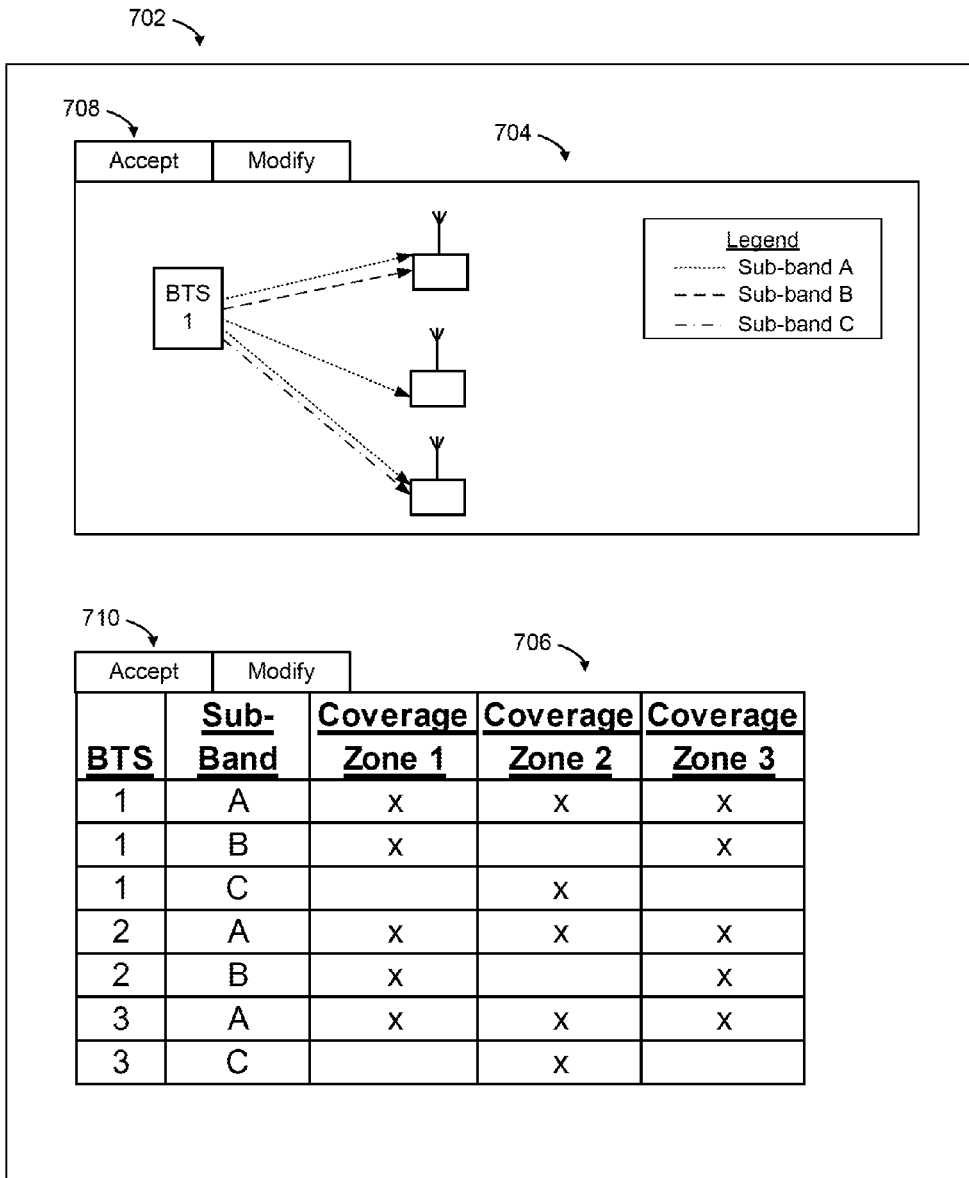 702
708
704
Accept Modify
Legend
Sub-band A
Sub-band B
Sub-band C
BTS
1
710
706
Accept Modify
BTS Sub-Band Coverage Zone 1 Coverage Zone 2 Coverage Zone 3
1 A x x x
1 B x x
1 C x
2 A x x x
2 B x x
3 A x x x
3 C x